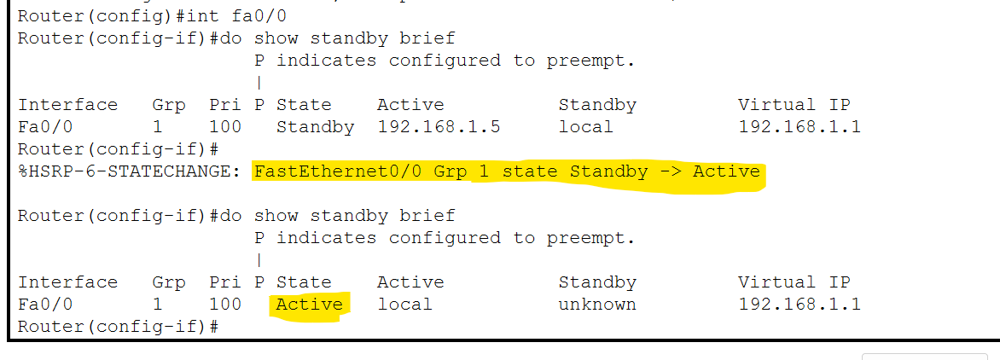 Router(config)#int fa0/0
Router(config-if)#do show standby brief
                     P indicates configured to preempt.
                     |
Interface   Grp  Pri P State    Active          Standby         Virtual IP
Fa0/0       1    100   Standby  192.168.1.5     local           192.168.1.1
Router(config-if)#
%HSRP-6-STATECHANGE: FastEthernet0/0 Grp 1 state Standby -> Active
Router(config-if)#do show standby brief
                     P indicates configured to preempt.
                     |
Interface   Grp  Pri P State    Active          Standby         Virtual IP
Fa0/0       1    100   Active   local           unknown         192.168.1.1
Router(config-if)#